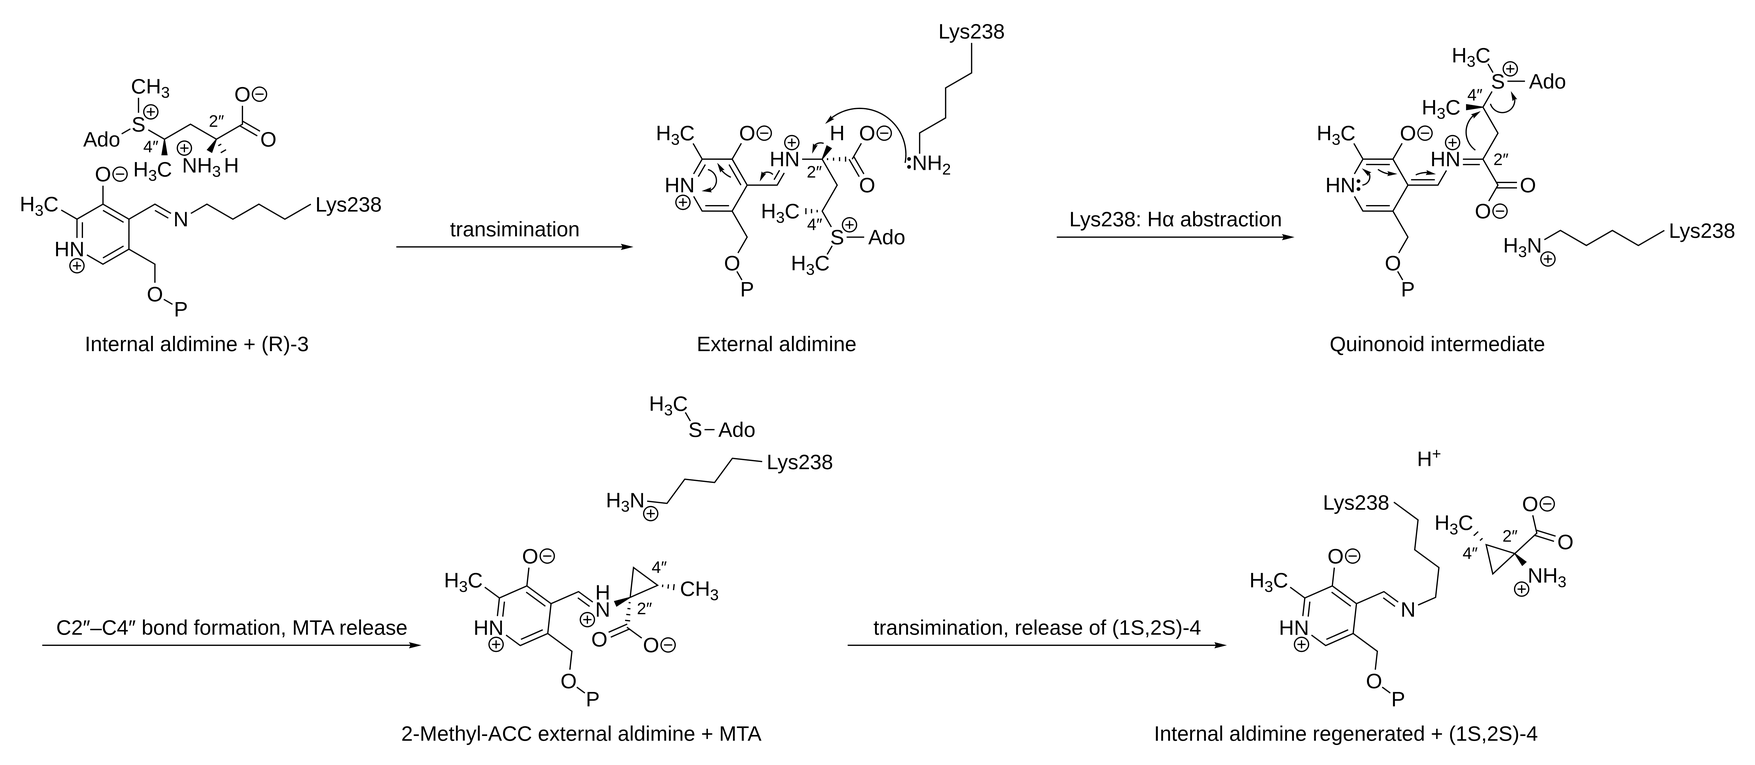 CH₃
S⊕
Ado
4″
H₃C
2″
O⊖
O
⊕
NH₃
H
O⊖
H₃C
HN
⊕
N
Lys238
O
P
Internal aldimine + (R)-3
transimination
Lys238
H₃C
O⊖
⊕
HN
H
O⊖
:NH₂
2″
O
HN
⊕
H₃C
4″
S⊕
Ado
H₃C
O
P
External aldimine
Lys238: Hα abstraction
H₃C
S⊕
Ado
4″
H₃C
H₃C
O⊖
⊕
HN
2″
HN:
O
O⊖
H₃N
⊕
Lys238
O
P
Quinonoid intermediate
C2″–C4″ bond formation, MTA release
H₃C
S
Ado
Lys238
H₃N
⊕
O⊖
H₃C
4″
CH₃
H
N
⊕
2″
HN
⊕
O
O⊖
O
P
2-Methyl-ACC external aldimine + MTA
transimination, release of (1S,2S)-4
H⁺
Lys238
H₃C
4″
2″
O⊖
O
NH₃
⊕
O⊖
H₃C
N
HN
⊕
O
P
Internal aldimine regenerated + (1S,2S)-4